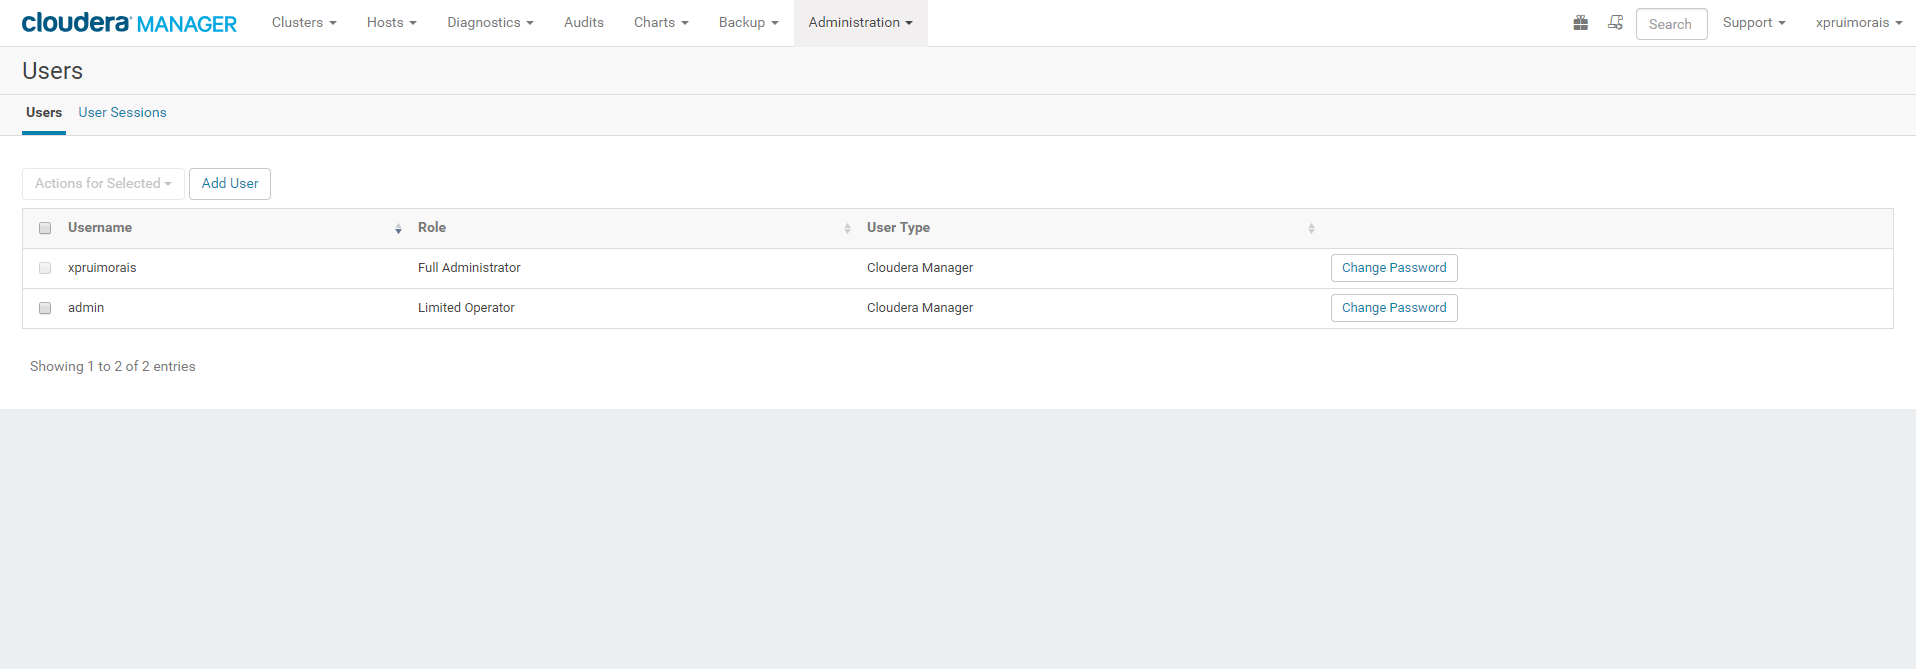 cloudera MANAGER Clusters Hosts Diagnostics Audits Charts Backup Administration Search Support xpruimorais
Users
Users User Sessions
Actions for Selected Add User
Username Role User Type
xpruimorais Full Administrator Cloudera Manager Change Password
admin Limited Operator Cloudera Manager Change Password
Showing 1 to 2 of 2 entries